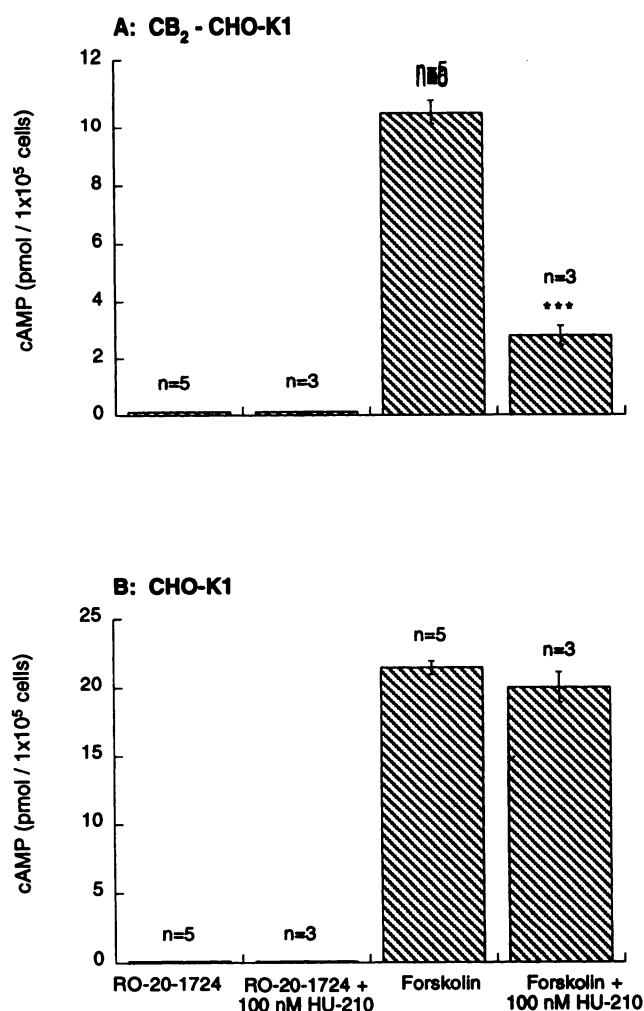 A: CB₂ - CHO-K1
cAMP (pmol / 1x10⁵ cells)
12
10
8
6
4
2
0
n=5
n=3
n=5
n=3
***
B: CHO-K1
cAMP (pmol / 1x10⁵ cells)
25
20
15
10
5
0
n=5
n=3
n=5
n=3
RO-20-1724
RO-20-1724 +
100 nM HU-210
Forskolin
Forskolin +
100 nM HU-210